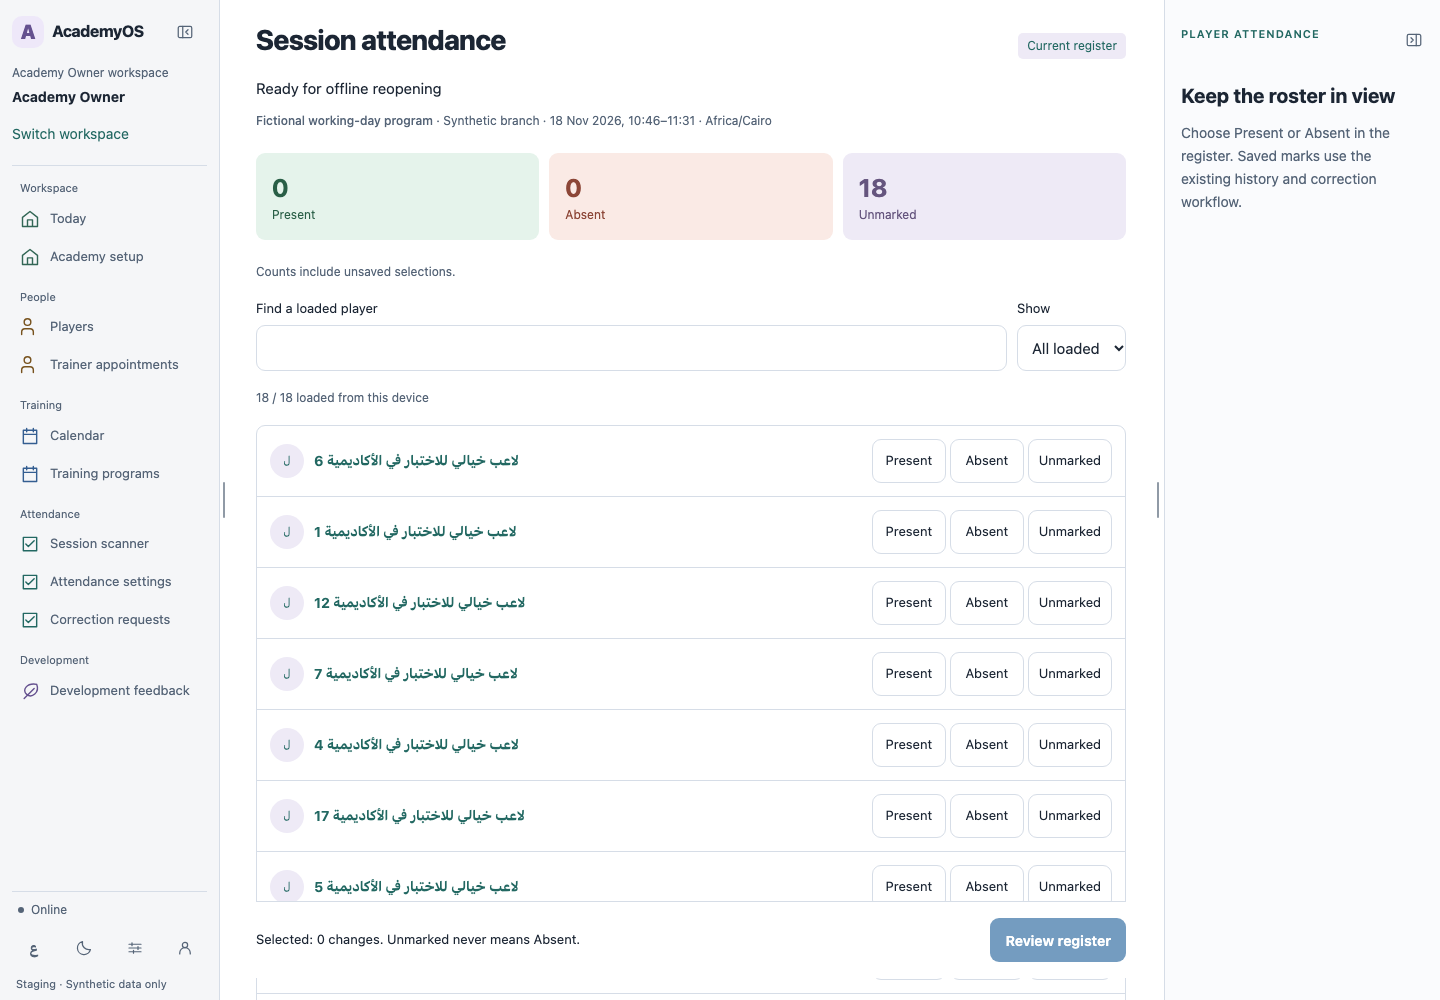 A AcademyOS
Academy Owner workspace
Academy Owner
Switch workspace
Workspace
Today
Academy setup
People
Players
Trainer appointments
Training
Calendar
Training programs
Attendance
Session scanner
Attendance settings
Correction requests
Development
Development feedback
Online
ع
Staging · Synthetic data only
Session attendance
Current register
Ready for offline reopening
Fictional working-day program · Synthetic branch · 18 Nov 2026, 10:46–11:31 · Africa/Cairo
0
Present
0
Absent
18
Unmarked
Counts include unsaved selections.
Find a loaded player
Show
All loaded
18 / 18 loaded from this device
ل لاعب خيالي للاختبار في الأكاديمية 6 Present Absent Unmarked
ل لاعب خيالي للاختبار في الأكاديمية 1 Present Absent Unmarked
ل لاعب خيالي للاختبار في الأكاديمية 12 Present Absent Unmarked
ل لاعب خيالي للاختبار في الأكاديمية 7 Present Absent Unmarked
ل لاعب خيالي للاختبار في الأكاديمية 4 Present Absent Unmarked
ل لاعب خيالي للاختبار في الأكاديمية 17 Present Absent Unmarked
ل لاعب خيالي للاختبار في الأكاديمية 5 Present Absent Unmarked
Selected: 0 changes. Unmarked never means Absent.
Review register
PLAYER ATTENDANCE
Keep the roster in view
Choose Present or Absent in the
register. Saved marks use the
existing history and correction
workflow.